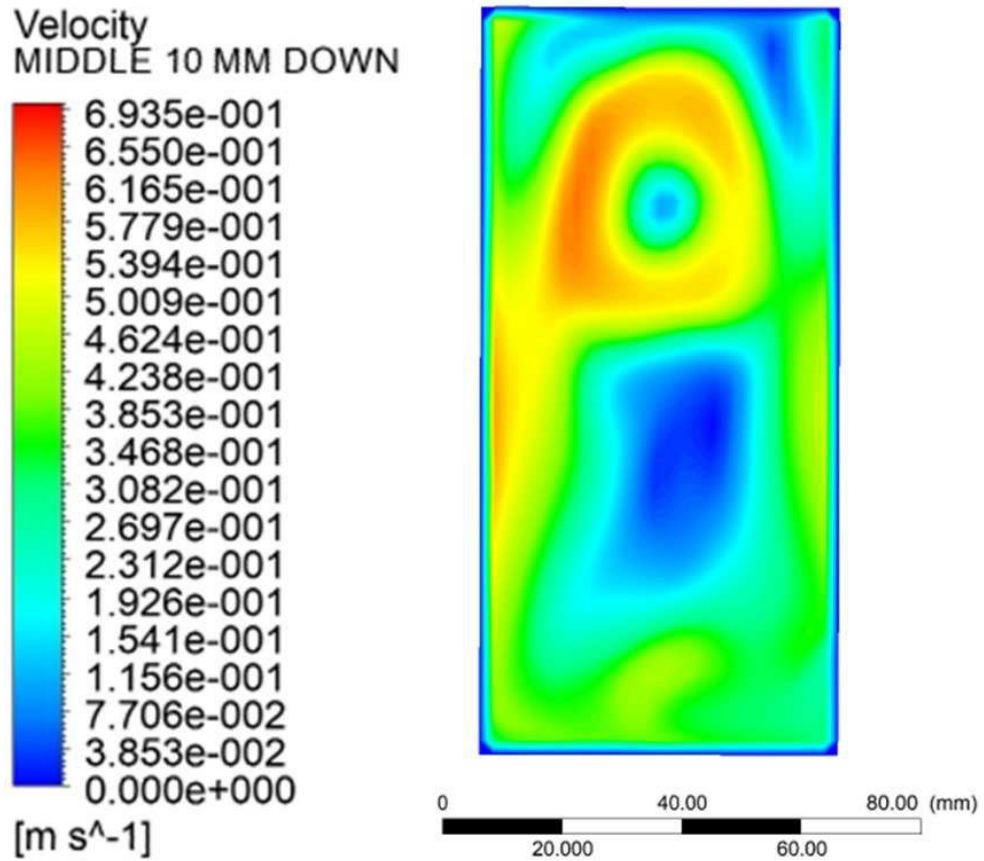 Velocity
MIDDLE 10 MM DOWN
6.935e-001
6.550e-001
6.165e-001
5.779e-001
5.394e-001
5.009e-001
4.624e-001
4.238e-001
3.853e-001
3.468e-001
3.082e-001
2.697e-001
2.312e-001
1.926e-001
1.541e-001
1.156e-001
7.706e-002
3.853e-002
0.000e+000
[m s^-1]
0 40.00 80.00 (mm)
20.000 60.00